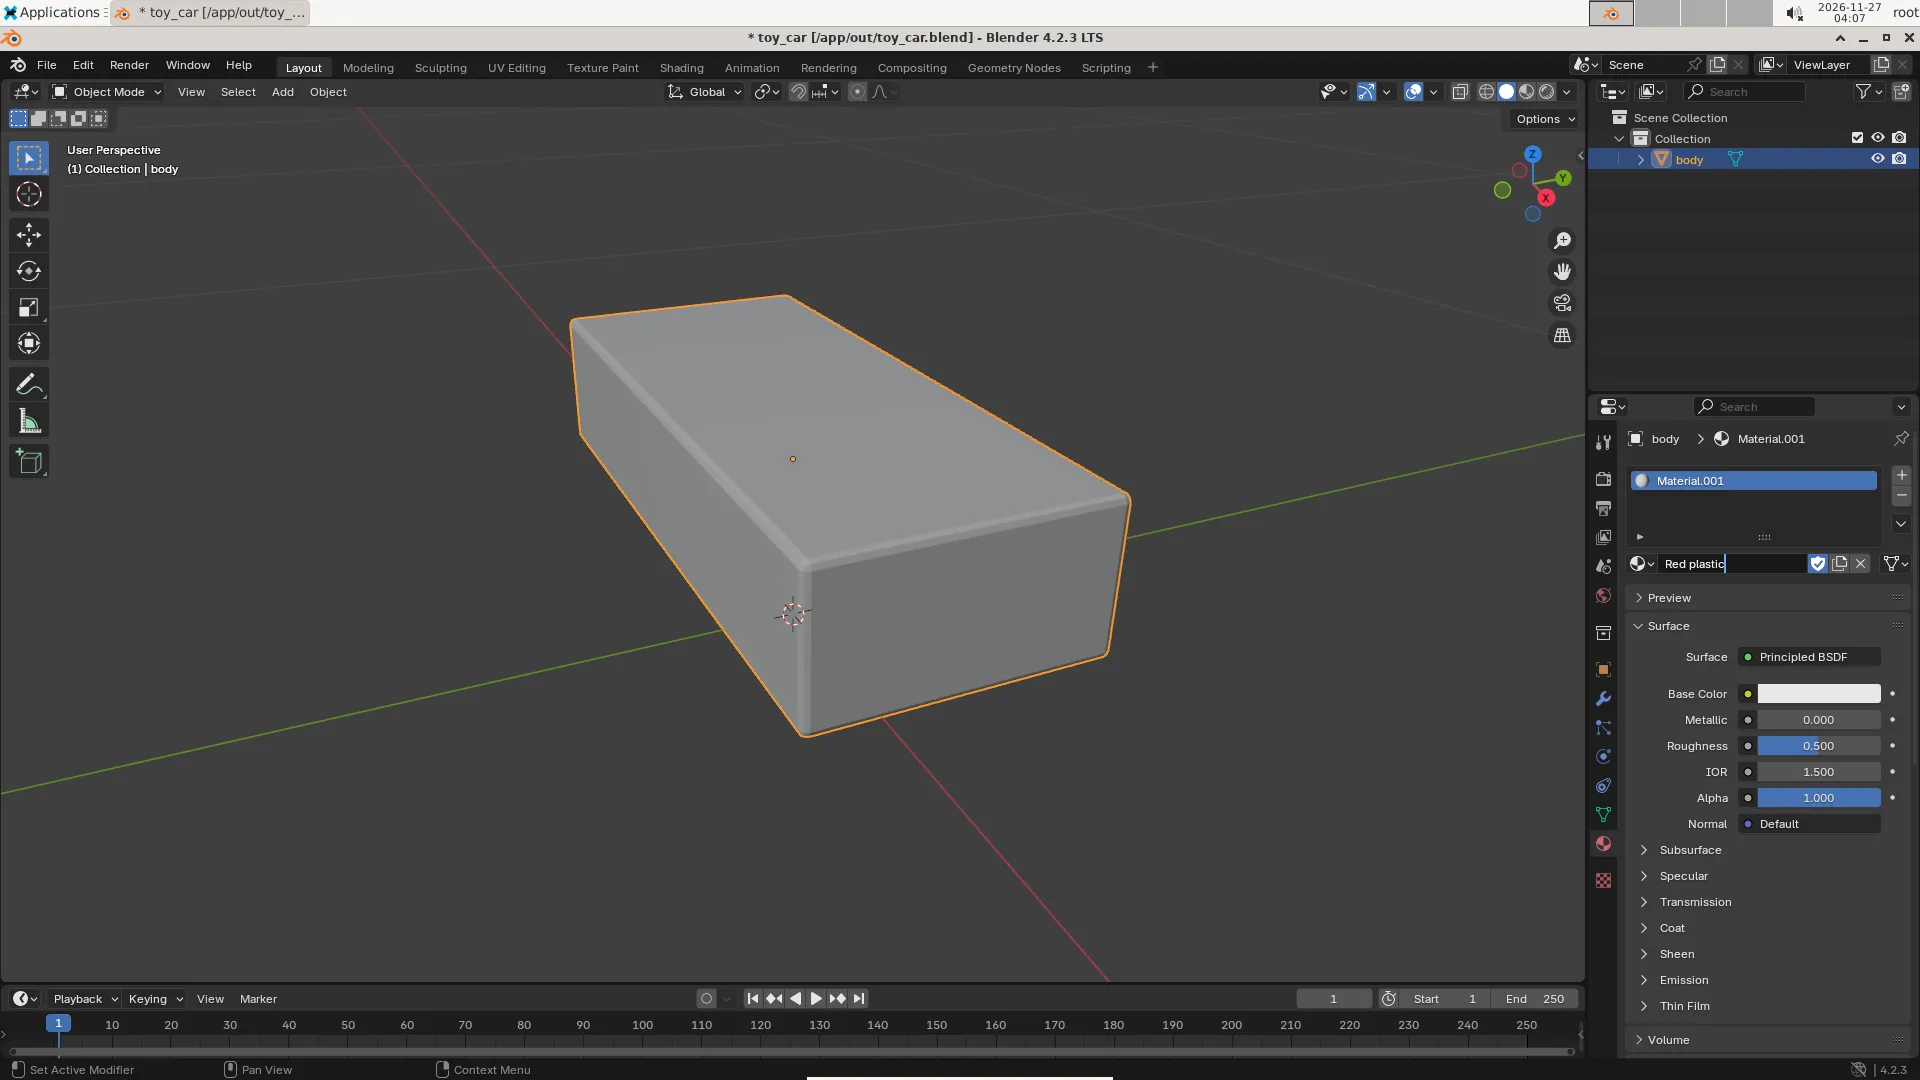 Applications
* toy_car [/app/out/toy_...
2026-11-27
04:07
root
* toy_car [/app/out/toy_car.blend] - Blender 4.2.3 LTS
File Edit Render Window Help
Layout Modeling Sculpting UV Editing Texture Paint Shading Animation Rendering Compositing Geometry Nodes Scripting
Scene
ViewLayer
Object Mode View Select Add Object
Global
Search
Options
User Perspective
(1) Collection | body
Z
Y
X
Scene Collection
Collection
body
Search
body
Material.001
Material.001
Red plastic
Preview
Surface
Surface Principled BSDF
Base Color
Metallic 0.000
Roughness 0.500
IOR 1.500
Alpha 1.000
Normal Default
Subsurface
Specular
Transmission
Coat
Sheen
Emission
Thin Film
Volume
Playback Keying View Marker
1
Start 1
End 250
1 10 20 30 40 50 60 70 80 90 100 110 120 130 140 150 160 170 180 190 200 210 220 230 240 250
Set Active Modifier
Pan View
Context Menu
4.2.3